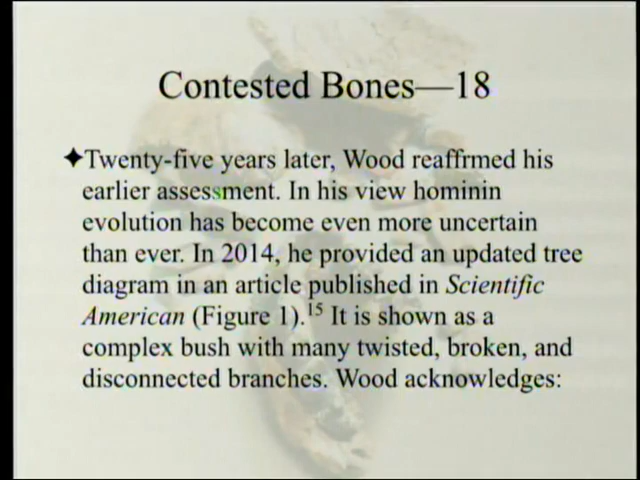 Contested Bones—18
✦Twenty-five years later, Wood reaffrmed his
earlier assessment. In his view hominin
evolution has become even more uncertain
than ever. In 2014, he provided an updated tree
diagram in an article published in Scientific
American (Figure 1).15 It is shown as a
complex bush with many twisted, broken, and
disconnected branches. Wood acknowledges: